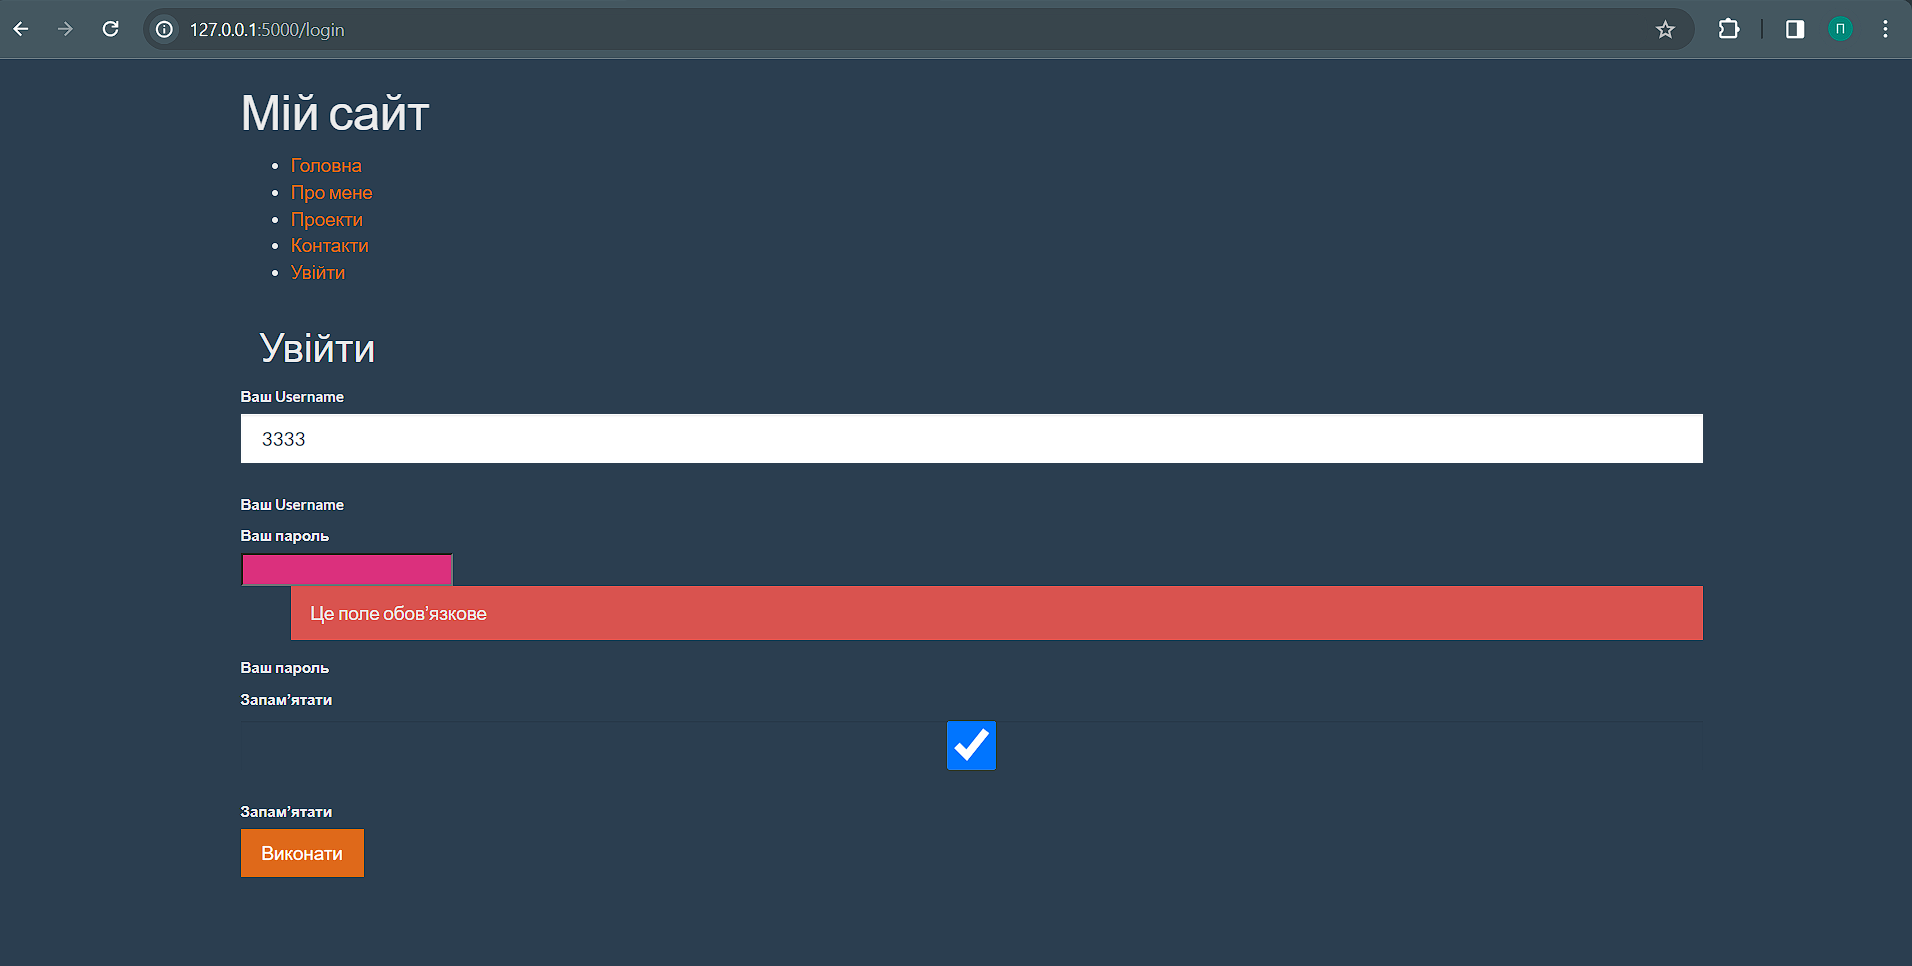 127.0.0.1:5000/login
П
Мій сайт
Головна
Про мене
Проекти
Контакти
Увійти
Увійти
Ваш Username
3333
Ваш Username
Ваш пароль
Це поле обов’язкове
Ваш пароль
Запам’ятати
Запам’ятати
Виконати